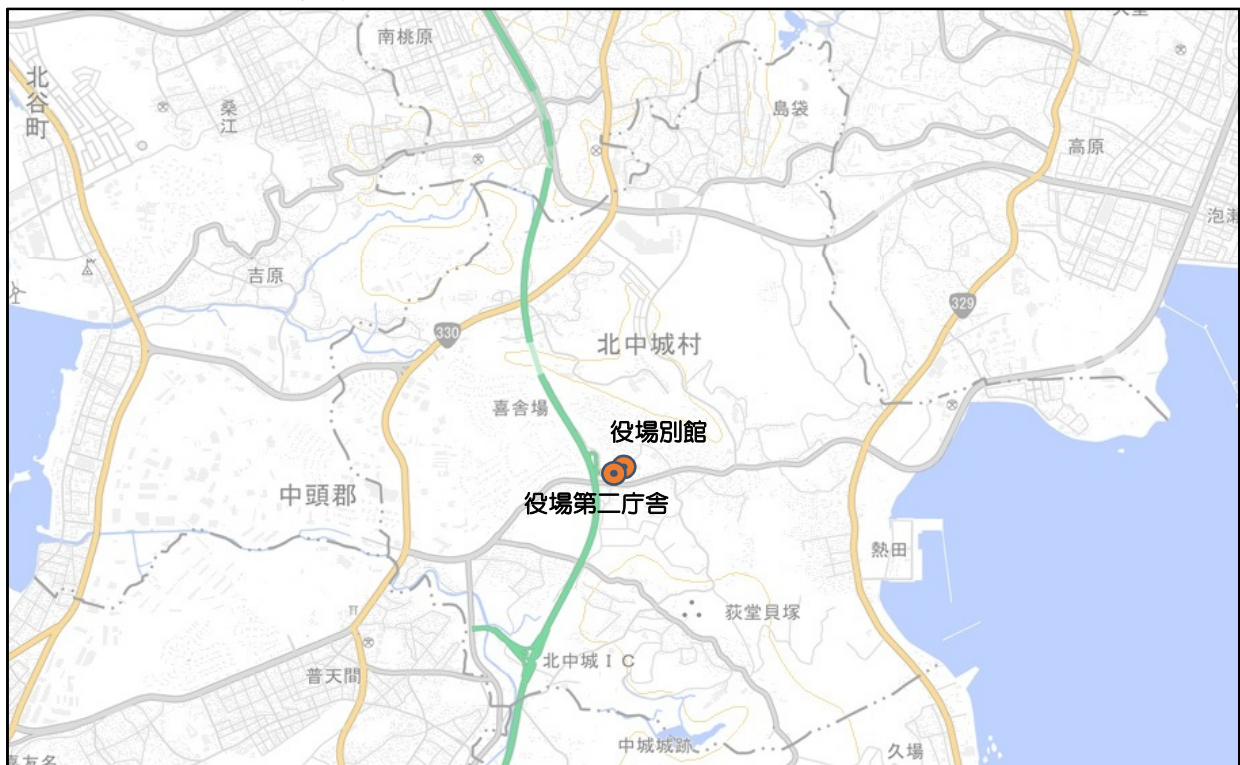 南桃原
北谷町
桑江
島袋
高原
泡瀬
吉原
330
329
北中城村
喜舎場
役場別館
役場第二庁舎
中頭郡
熱田
荻堂貝塚
北中城IC
普天間
中城城跡
久場